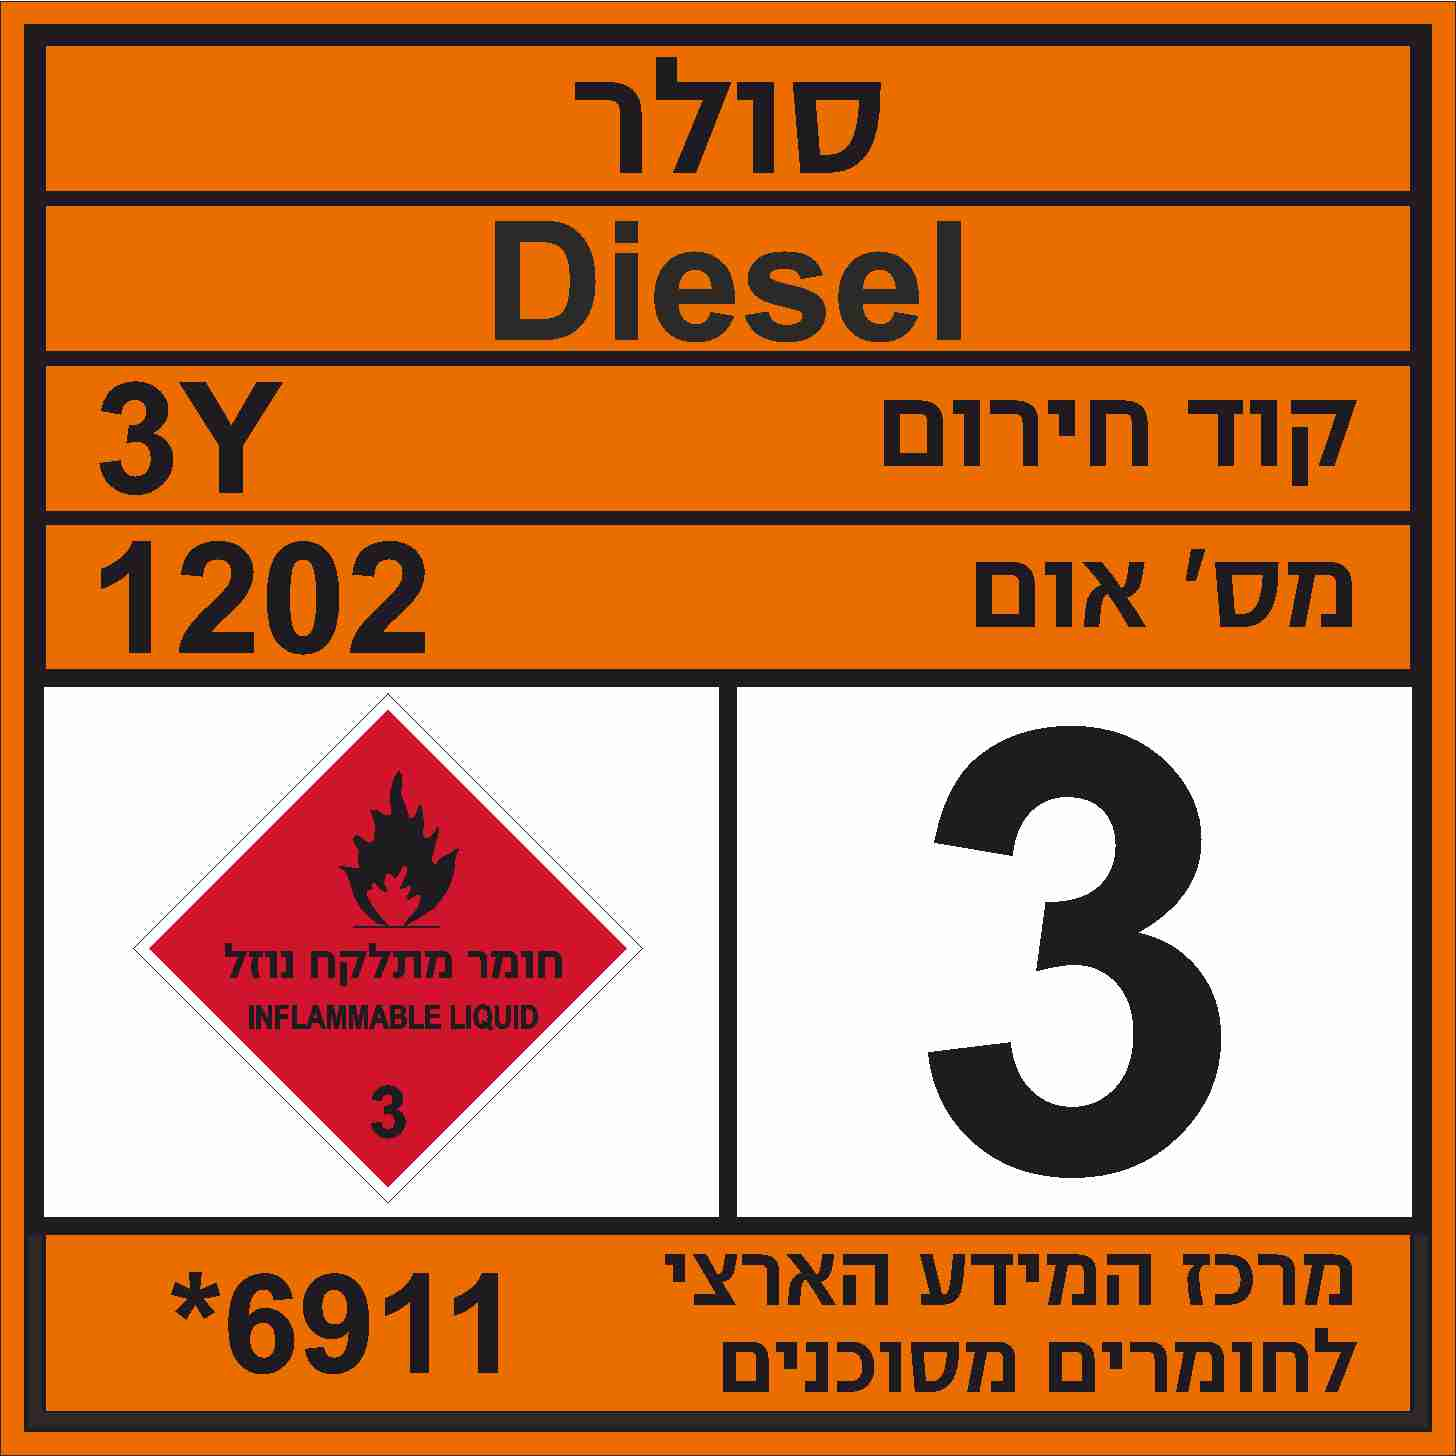 סולר
Diesel
קוד חירום 3Y
מס' אום 1202
חומר מתלקח נוזל
INFLAMMABLE LIQUID
3
3
מרכז המידע הארצי
לחומרים מסוכנים
*6911